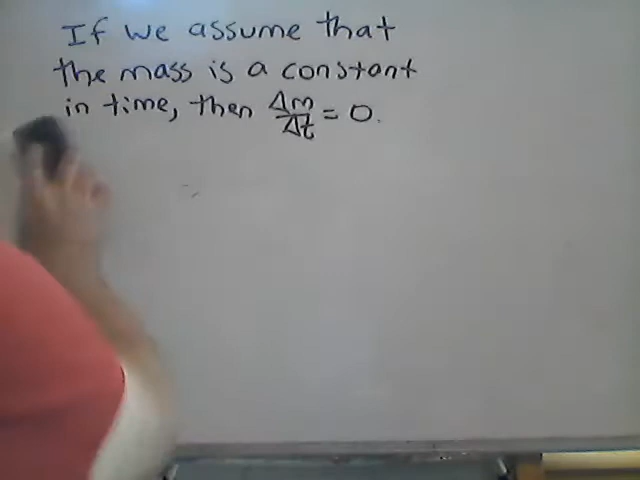 If we assume that
the mass is a constant
in time, then Δm/Δt = 0.